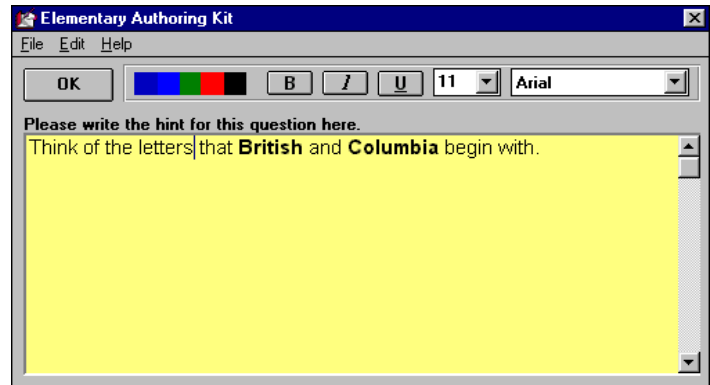 Elementary Authoring Kit
File Edit Help
OK B I U 11 Arial
Please write the hint for this question here.
Think of the letters that British and Columbia begin with.